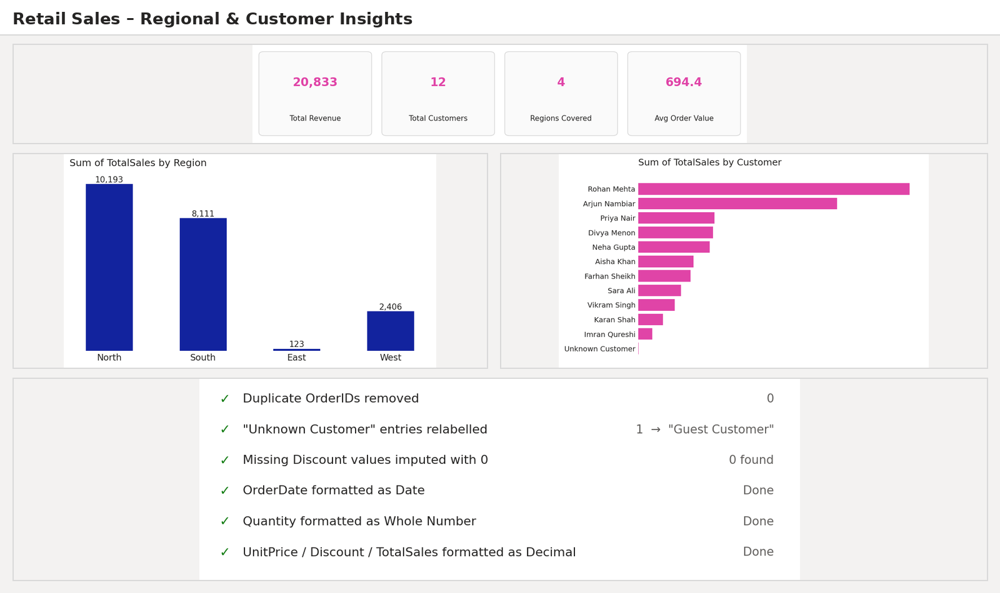 Retail Sales – Regional & Customer Insights
20,833
Total Revenue
12
Total Customers
4
Regions Covered
694.4
Avg Order Value
Sum of TotalSales by Region
10,193
8,111
123
2,406
North
South
East
West
Sum of TotalSales by Customer
Rohan Mehta
Arjun Nambiar
Priya Nair
Divya Menon
Neha Gupta
Aisha Khan
Farhan Sheikh
Sara Ali
Vikram Singh
Karan Shah
Imran Qureshi
Unknown Customer
✓ Duplicate OrderIDs removed 0
✓ "Unknown Customer" entries relabelled 1 → "Guest Customer"
✓ Missing Discount values imputed with 0 0 found
✓ OrderDate formatted as Date Done
✓ Quantity formatted as Whole Number Done
✓ UnitPrice / Discount / TotalSales formatted as Decimal Done